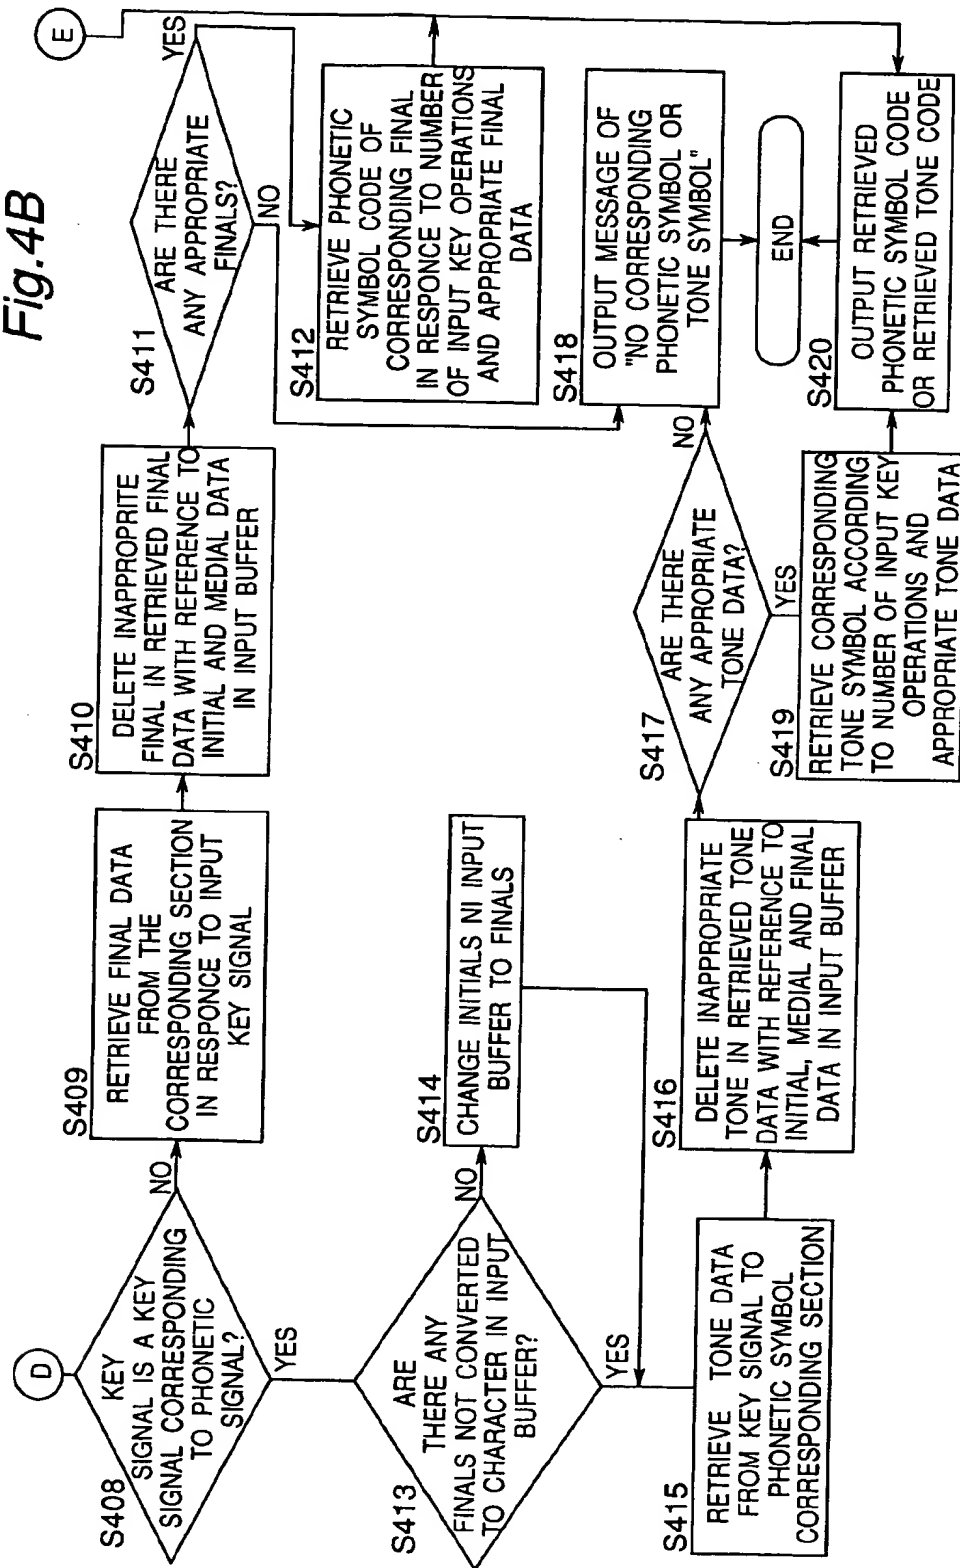 Fig.4B
D
S408
KEY
SIGNAL IS A KEY
SIGNAL CORRESPONDING
TO PHONETIC
SIGNAL?
NO
YES
S409
RETRIEVE FINAL DATA
FROM THE
CORRESPONDING SECTION
IN RESPONCE TO INPUT
KEY SIGNAL
S410
DELETE INAPPROPRITE
FINAL IN RETRIEVED FINAL
DATA WITH REFERENCE TO
INITIAL AND MEDIAL DATA
IN INPUT BUFFER
S411
ARE THERE
ANY APPROPRIATE
FINALS?
YES
NO
E
S412
RETRIEVE PHONETIC
SYMBOL CODE OF
CORRESPONDING FINAL
IN RESPONCE TO NUMBER
OF INPUT KEY OPERATIONS
AND APPROPRIATE FINAL
DATA
S413
ARE
THERE ANY
FINALS NOT CONVERTED
TO CHARACTER IN INPUT
BUFFER?
NO
YES
S414
CHANGE INITIALS NI INPUT
BUFFER TO FINALS
S415
RETRIEVE TONE DATA
FROM KEY SIGNAL TO
PHONETIC SYMBOL
CORRESPONDING SECTION
S416
DELETE INAPPROPRIATE
TONE IN RETRIEVED TONE
DATA WITH REFERENCE TO
INITIAL, MEDIAL AND FINAL
DATA IN INPUT BUFFER
S417
ARE THERE
ANY APPROPRIATE
TONE DATA?
NO
YES
S418
OUTPUT MESSAGE OF
"NO CORRESPONDING
PHONETIC SYMBOL OR
TONE SYMBOL"
END
S419
RETRIEVE CORRESPONDING
TONE SYMBOL ACCORDING
TO NUMBER OF INPUT KEY
OPERATIONS AND
APPROPRIATE TONE DATA
S420
OUTPUT RETRIEVED
PHONETIC SYMBOL CODE
OR RETRIEVED TONE CODE